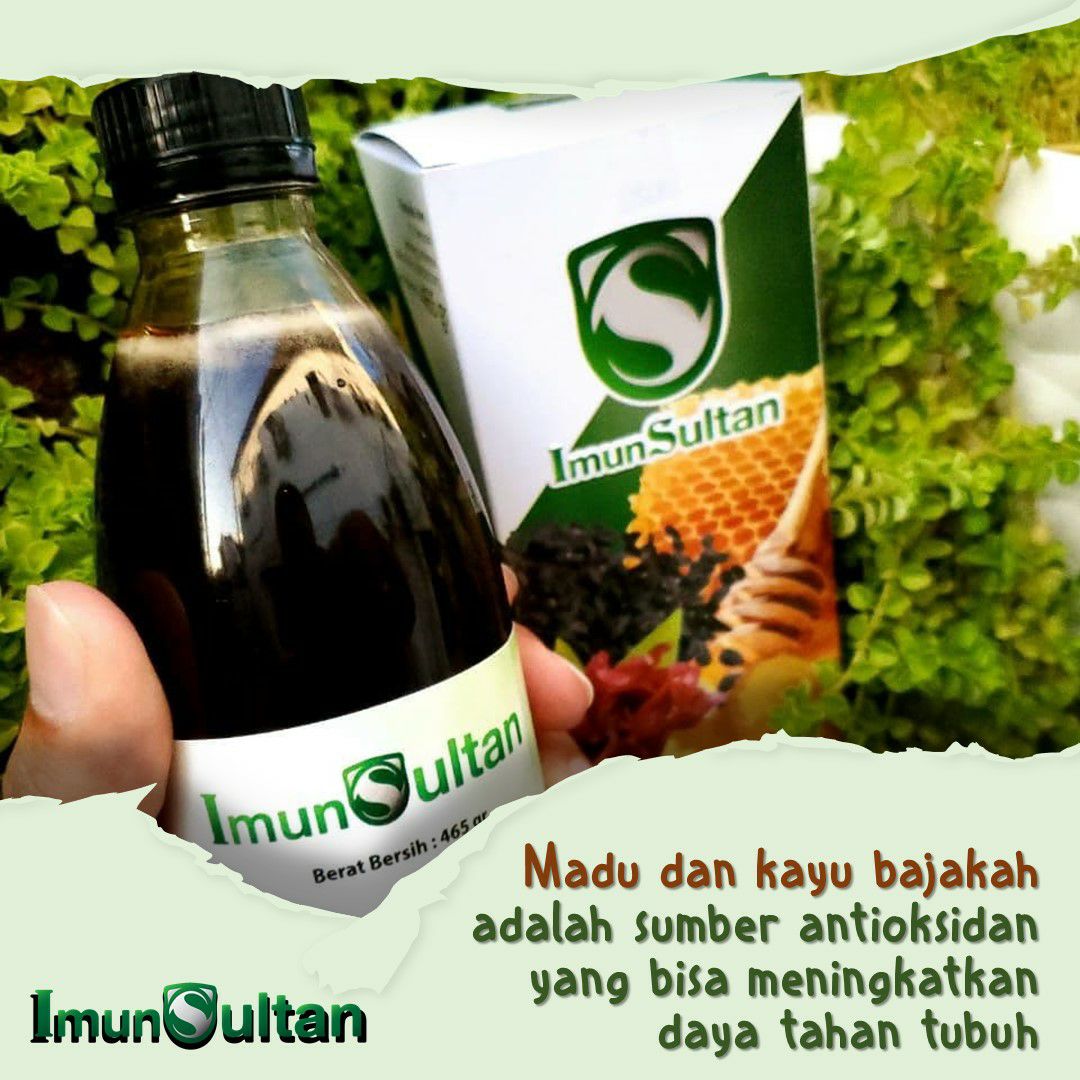 ImunSultan
ImunSultan
Berat Bersih : 465 gr
Madu dan kayu bajakah
adalah sumber antioksidan
yang bisa meningkatkan
daya tahan tubuh
ImunSultan